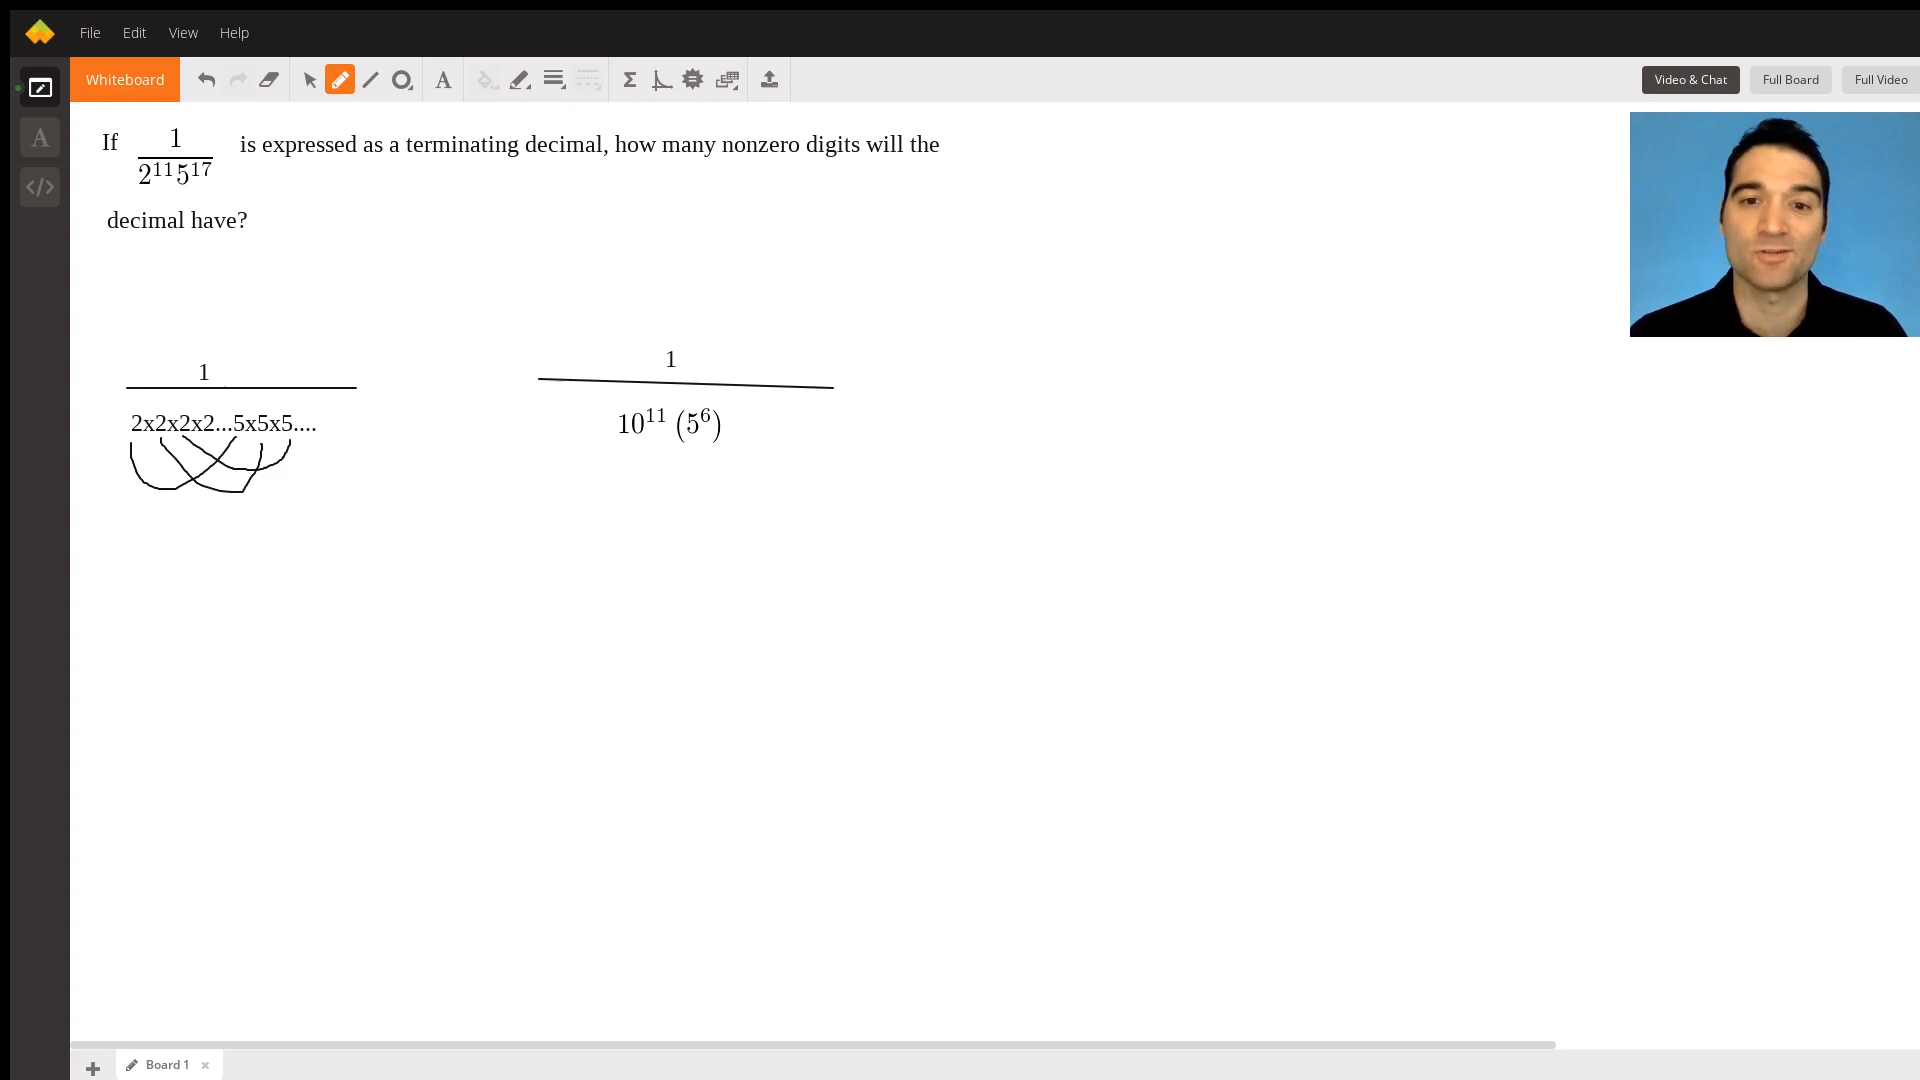 File Edit View Help
Whiteboard A Σ Video & Chat Full Board Full Video
A
</>
If 1 / 2^11 5^17 is expressed as a terminating decimal, how many nonzero digits will the
decimal have?
1
2x2x2x2...5x5x5....
1
10^11 (5^6)
+ Board 1 ×